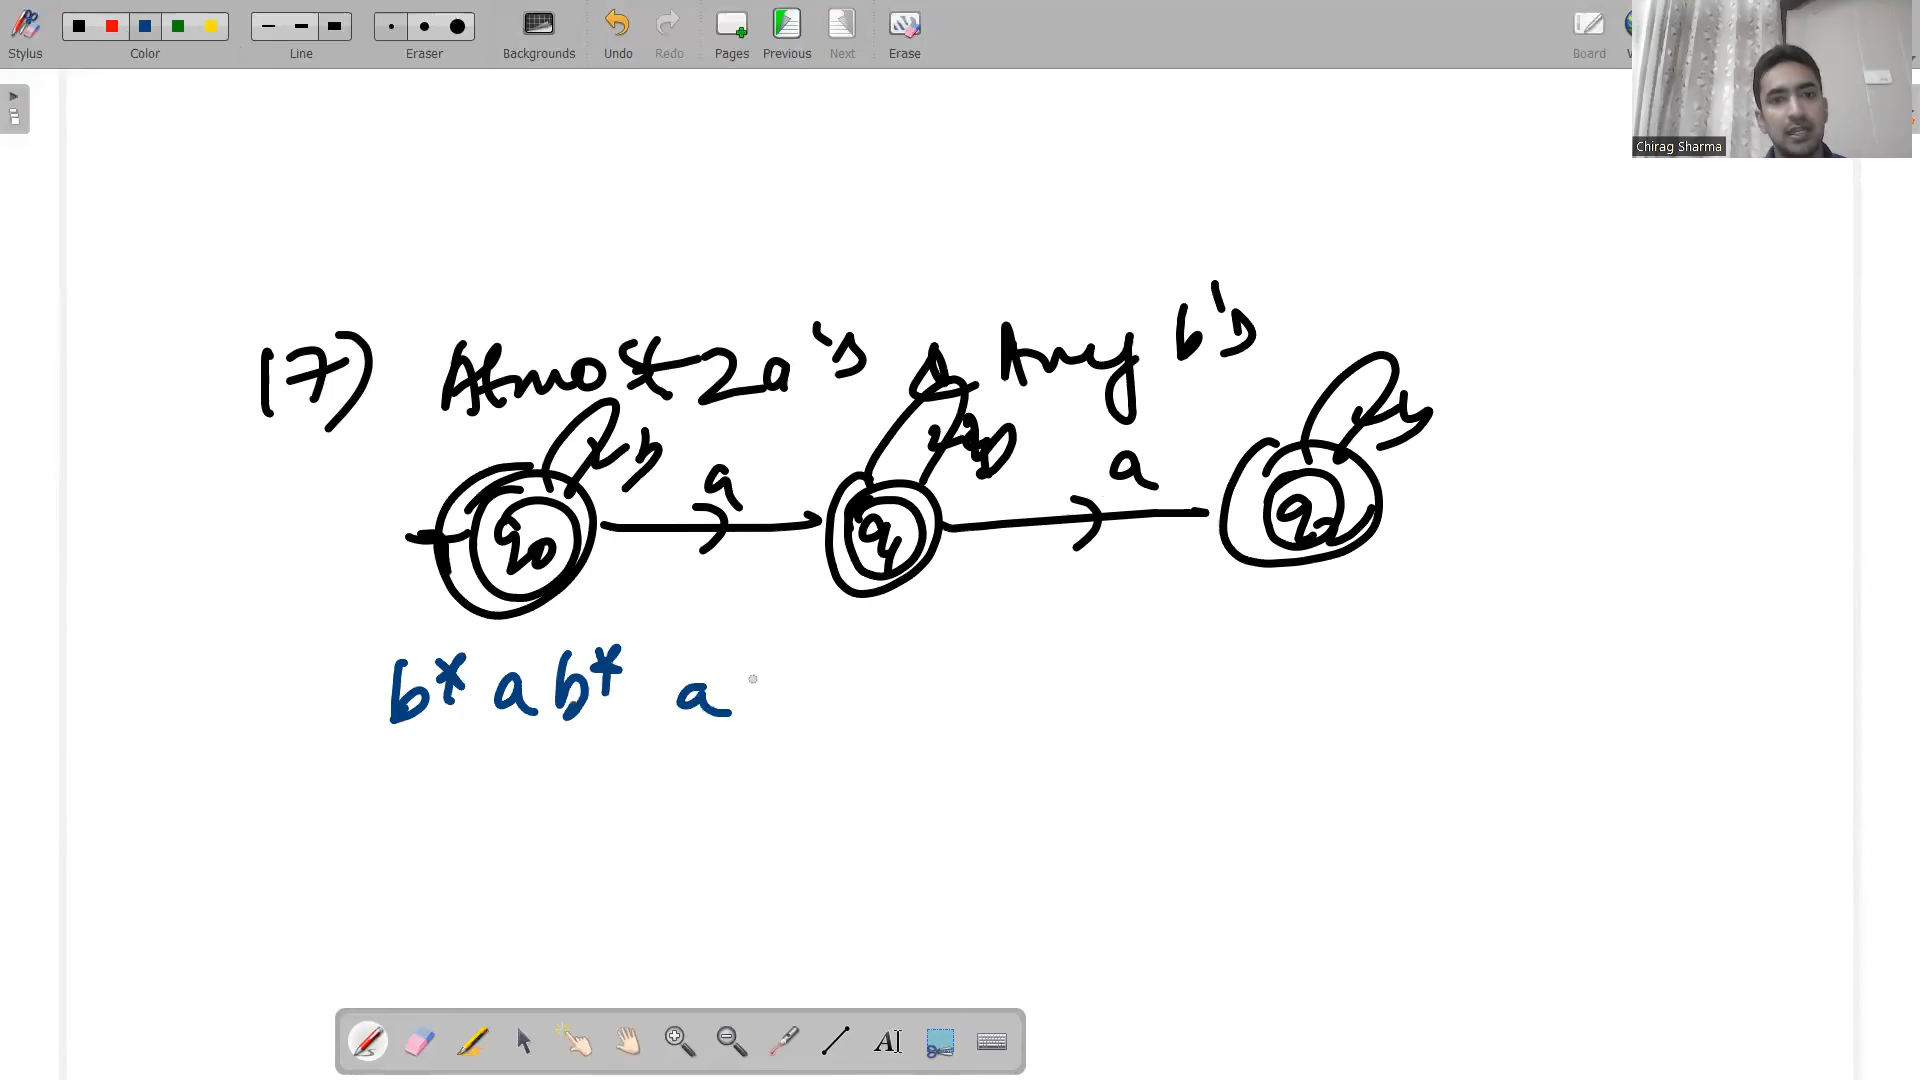 Stylus Color Line Eraser Backgrounds Undo Redo Pages Previous Next Erase Board
Chirag Sharma
(7) Atmost 2a's & Any b's
b a b a b
q0 q1 q2
b* a b* a